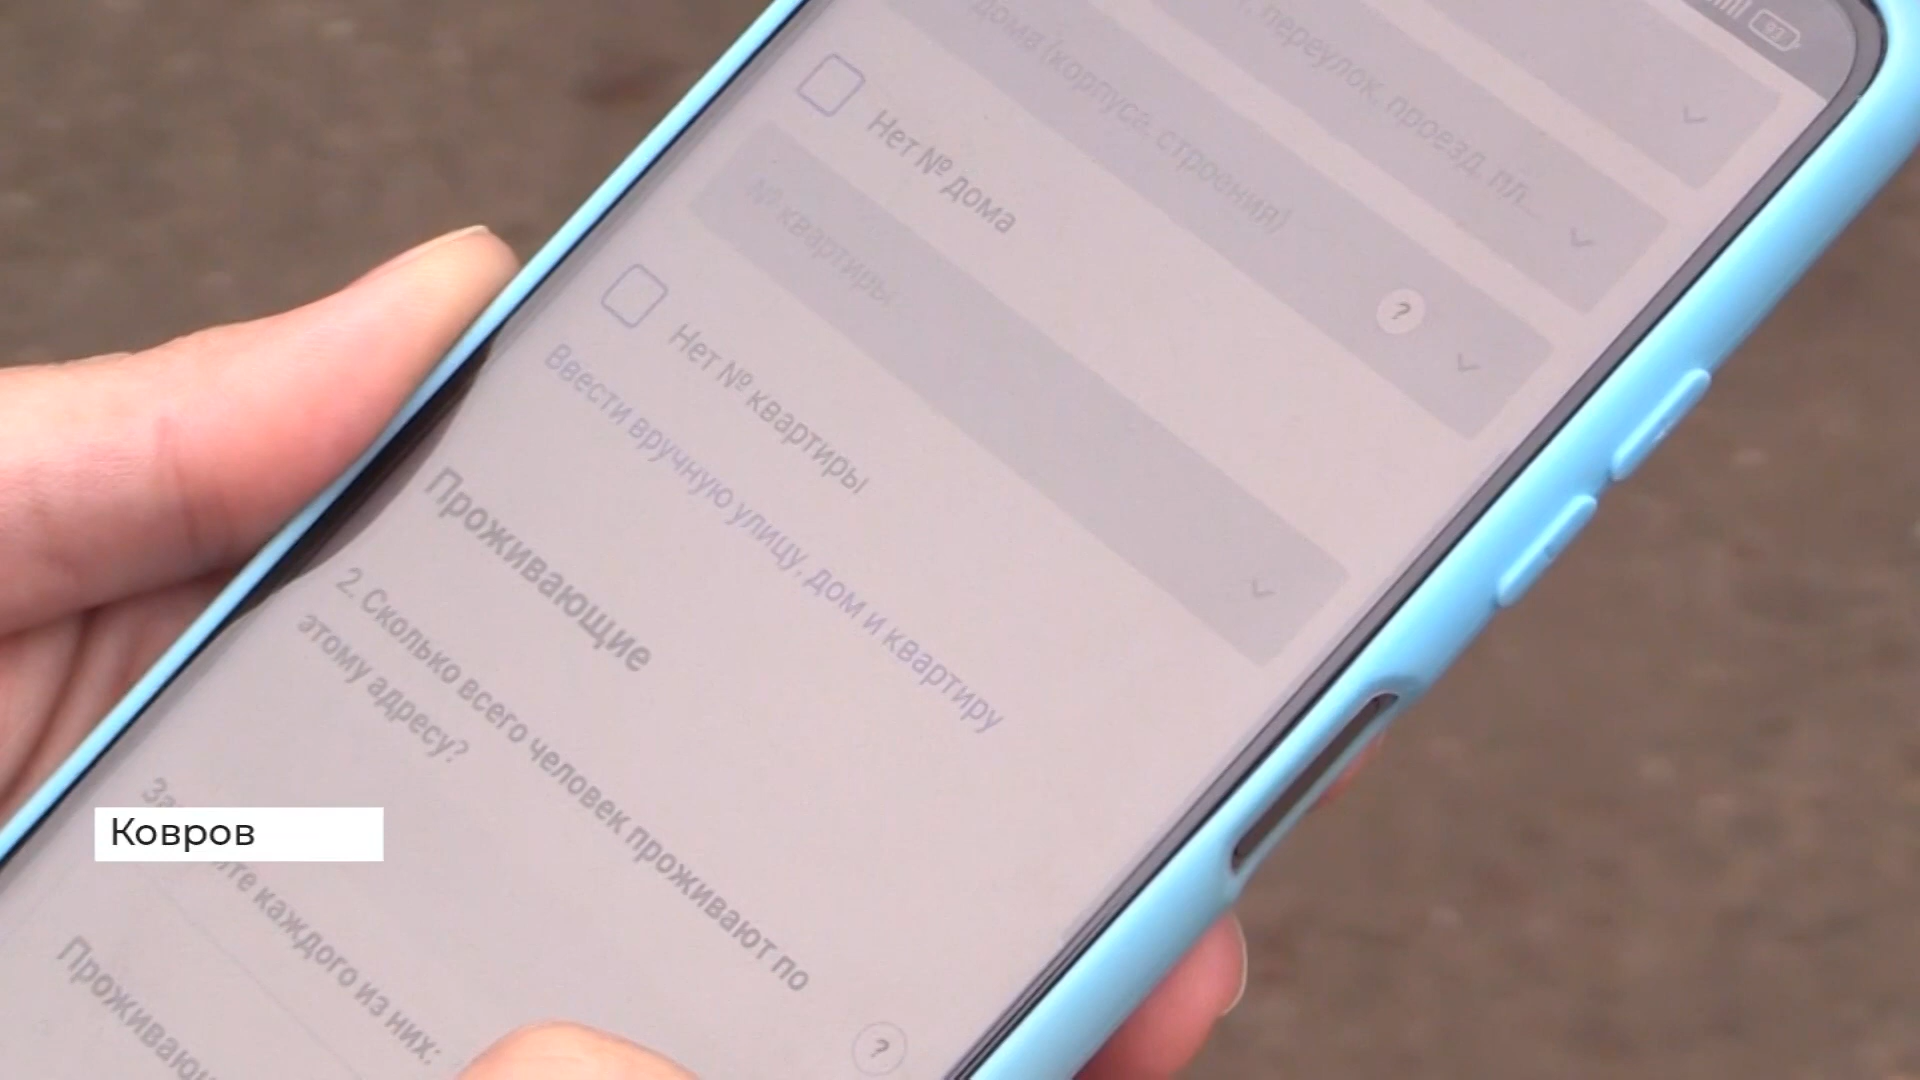 93
переулок, проезд, пл...
дома (корпуса, строения)
?
Нет № дома
№ квартиры
Нет № квартиры
Ввести вручную улицу, дом и квартиру
Проживающие
2. Сколько всего человек проживают по
этому адресу?
?
каждого из них:
Ковров